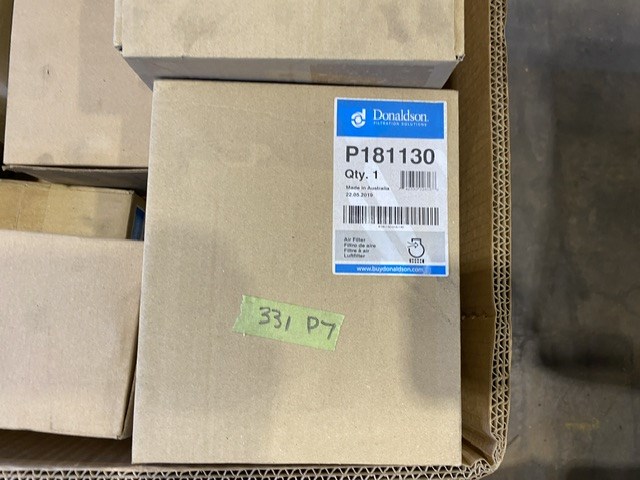 Donaldson.
FILTRATION SOLUTIONS
P181130
Qty. 1
Made in Australia
22.05.2019
Air Filter
Filtro de aire
Filtre à air
Luftfilter
www.buydonaldson.com
331 P7